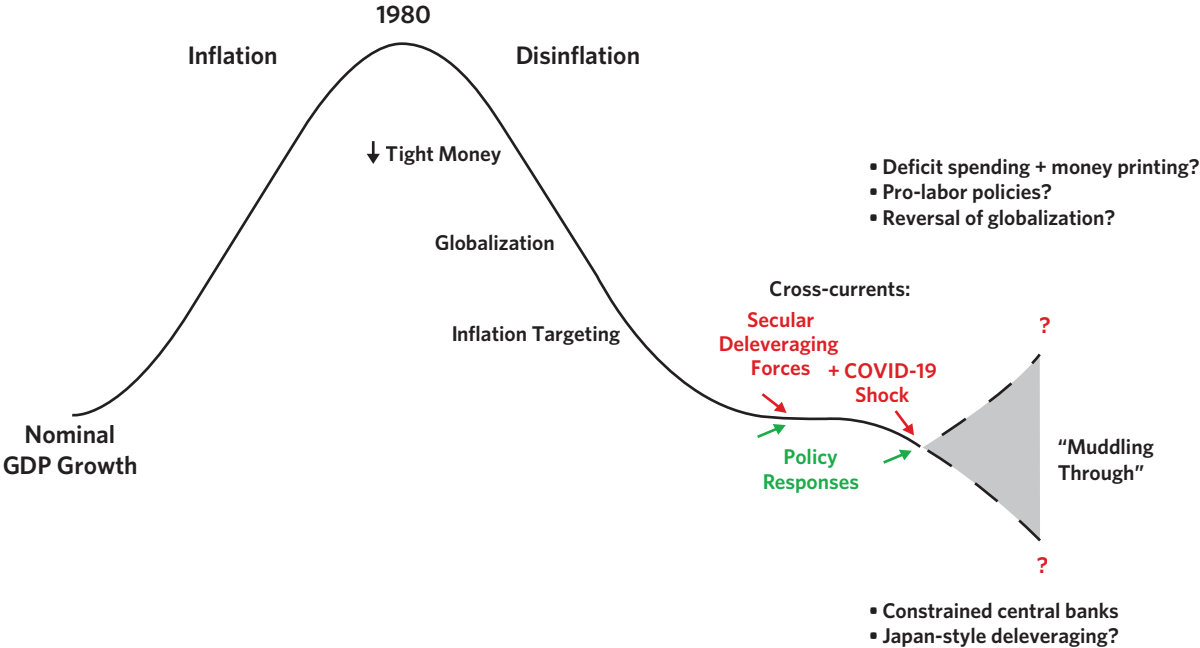 1980
Inflation
Disinflation
↓ Tight Money
Globalization
Inflation Targeting
Nominal
GDP Growth
▪ Deficit spending + money printing?
▪ Pro-labor policies?
▪ Reversal of globalization?
Cross-currents:
Secular
Deleveraging
Forces
+ COVID-19
Shock
Policy
Responses
?
“Muddling
Through”
?
▪ Constrained central banks
▪ Japan-style deleveraging?